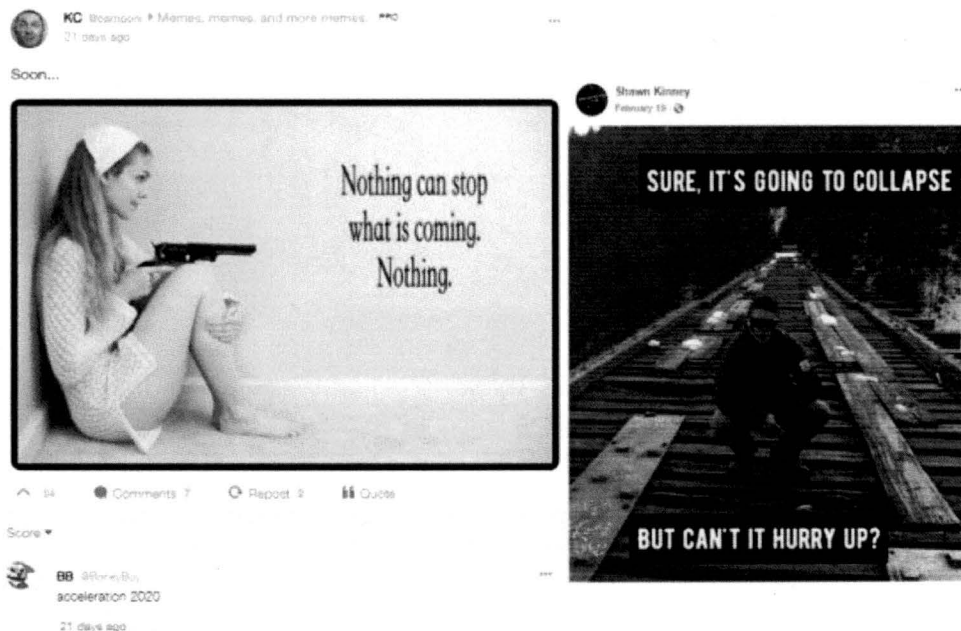 KC ▸ Memes, memes, and more memes. PRO
21 days ago
Soon...
Nothing can stop
what is coming.
Nothing.
Comments 7 Repost 2 Quote
Score
BB
acceleration 2020
21 days ago
Shawn Kinney
February 19
SURE, IT'S GOING TO COLLAPSE
BUT CAN'T IT HURRY UP?